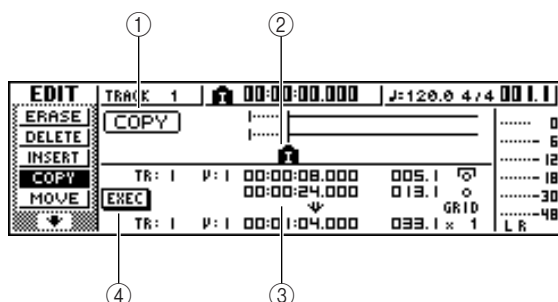 ① ②
EDIT TRACK 1 I 00:00:00.000 ♩=120.0 4/4 001.1
ERASE COPY 0
DELETE 6
INSERT I 12
COPY TR: 1 V: 1 00:00:08.000 005.1 18
MOVE EXEC 00:00:24.000 013.1 30
GRID 48
TR: 1 V: 1 00:01:04.000 033.1 x 1 L R
④ ③